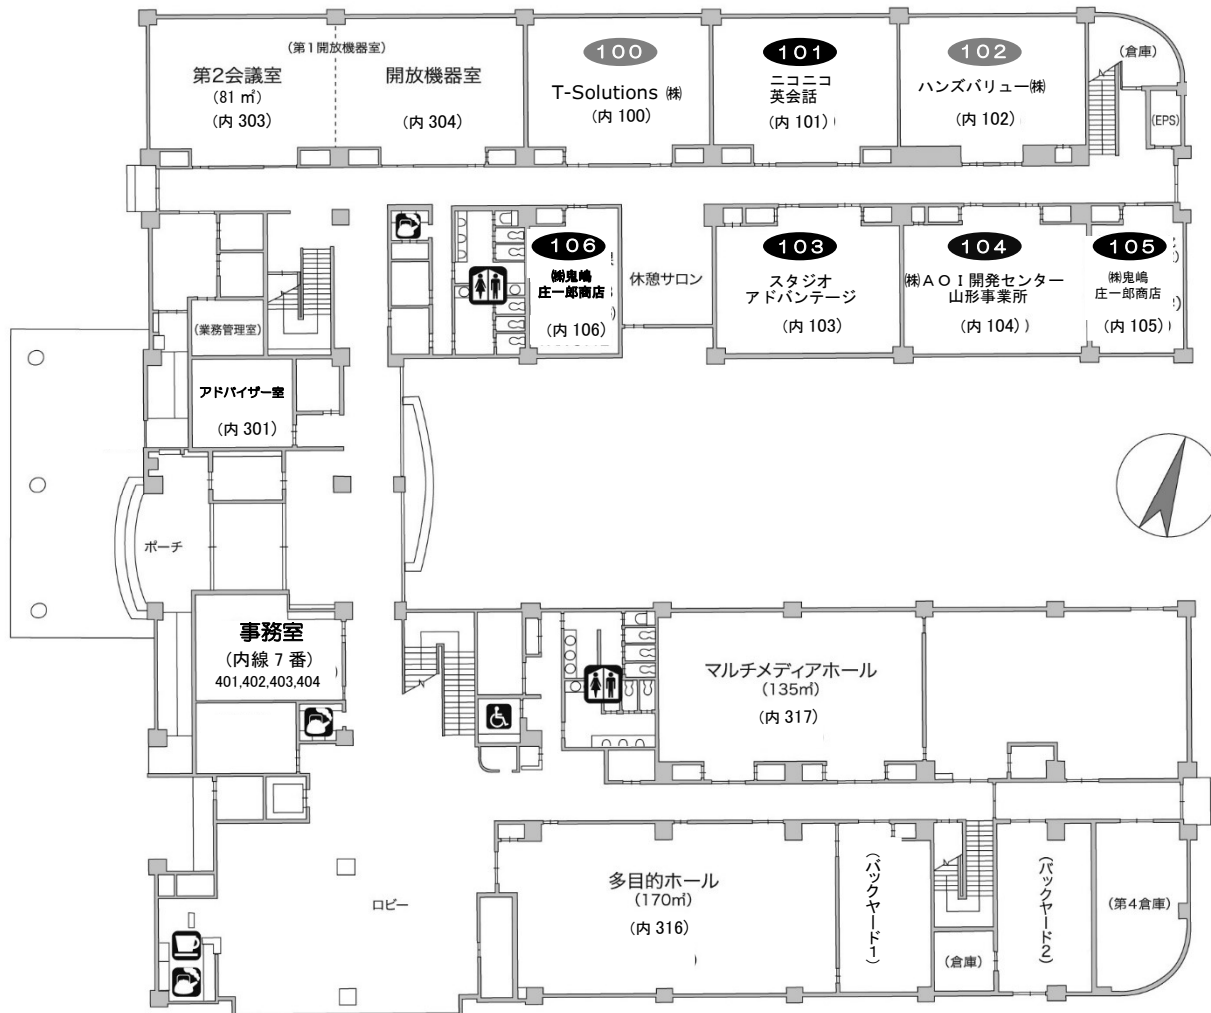 (第１開放機器室)
第2会議室
(81 ㎡)
(内 303)
開放機器室
(内 304)
100
T-Solutions ㈱
(内 100)
101
ニコニコ
英会話
(内 101)
102
ハンズバリュー㈱
(内 102)
(倉庫)
(EPS)
106
㈱鬼嶋
庄一郎商店
(内 106)
休憩サロン
103
スタジオ
アドバンテージ
(内 103)
104
㈱ＡＯＩ開発センター
山形事業所
(内 104)
105
㈱鬼嶋
庄一郎商店
(内 105)
(業務管理室)
アドバイザー室
(内 301)
ポーチ
事務室
(内線 7 番)
401,402,403,404
マルチメディアホール
(135㎡)
(内 317)
多目的ホール
(170㎡)
(内 316)
ロビー
(バックヤード1)
(倉庫)
(バックヤード2)
(第4倉庫)